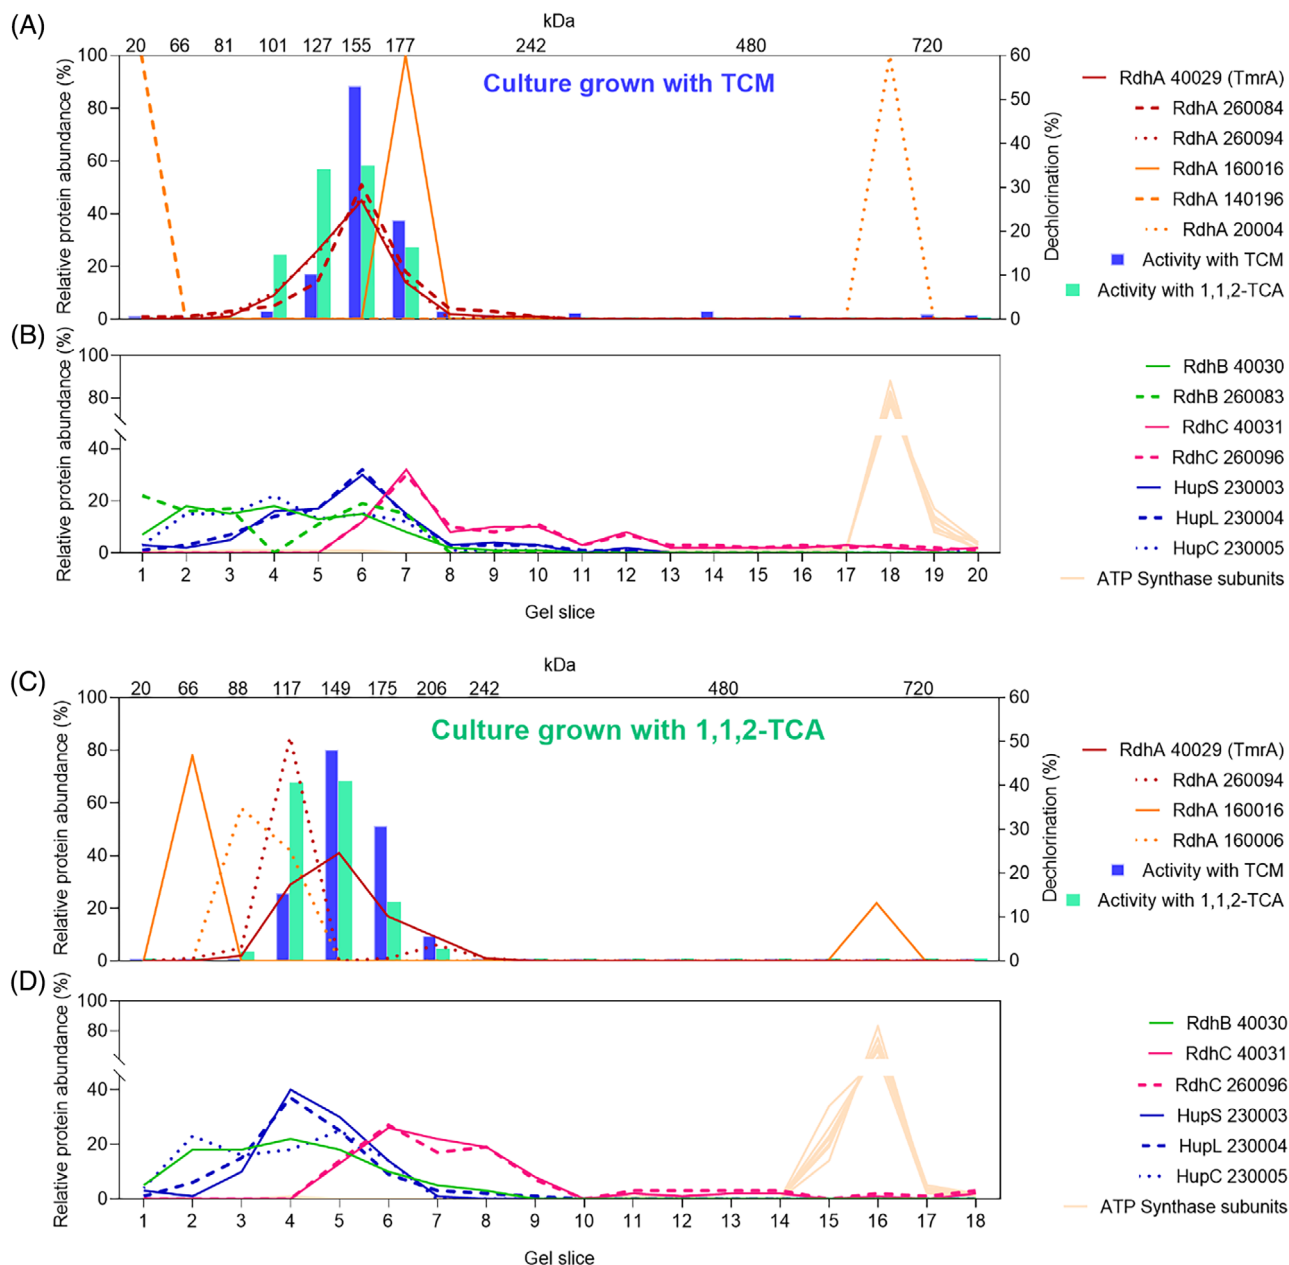 (A)
kDa
20 66 81 101 127 155 177 242 480 720
Relative protein abundance (%)
100
80
60
40
20
0
Culture grown with TCM
60
50
40
30
20
10
0
Dechlorination (%)
RdhA 40029 (TmrA)
RdhA 260084
RdhA 260094
RdhA 160016
RdhA 140196
RdhA 20004
Activity with TCM
Activity with 1,1,2-TCA
(B)
Relative protein abundance (%)
100
80
40
20
0
1 2 3 4 5 6 7 8 9 10 11 12 13 14 15 16 17 18 19 20
Gel slice
RdhB 40030
RdhB 260083
RdhC 40031
RdhC 260096
HupS 230003
HupL 230004
HupC 230005
ATP Synthase subunits
(C)
kDa
20 66 88 117 149 175 206 242 480 720
Relative protein abundance (%)
100
80
60
40
20
0
Culture grown with 1,1,2-TCA
60
50
40
30
20
10
0
Dechlorination (%)
RdhA 40029 (TmrA)
RdhA 260094
RdhA 160016
RdhA 160006
Activity with TCM
Activity with 1,1,2-TCA
(D)
Relative protein abundance (%)
100
80
40
20
0
1 2 3 4 5 6 7 8 9 10 11 12 13 14 15 16 17 18
Gel slice
RdhB 40030
RdhC 40031
RdhC 260096
HupS 230003
HupL 230004
HupC 230005
ATP Synthase subunits